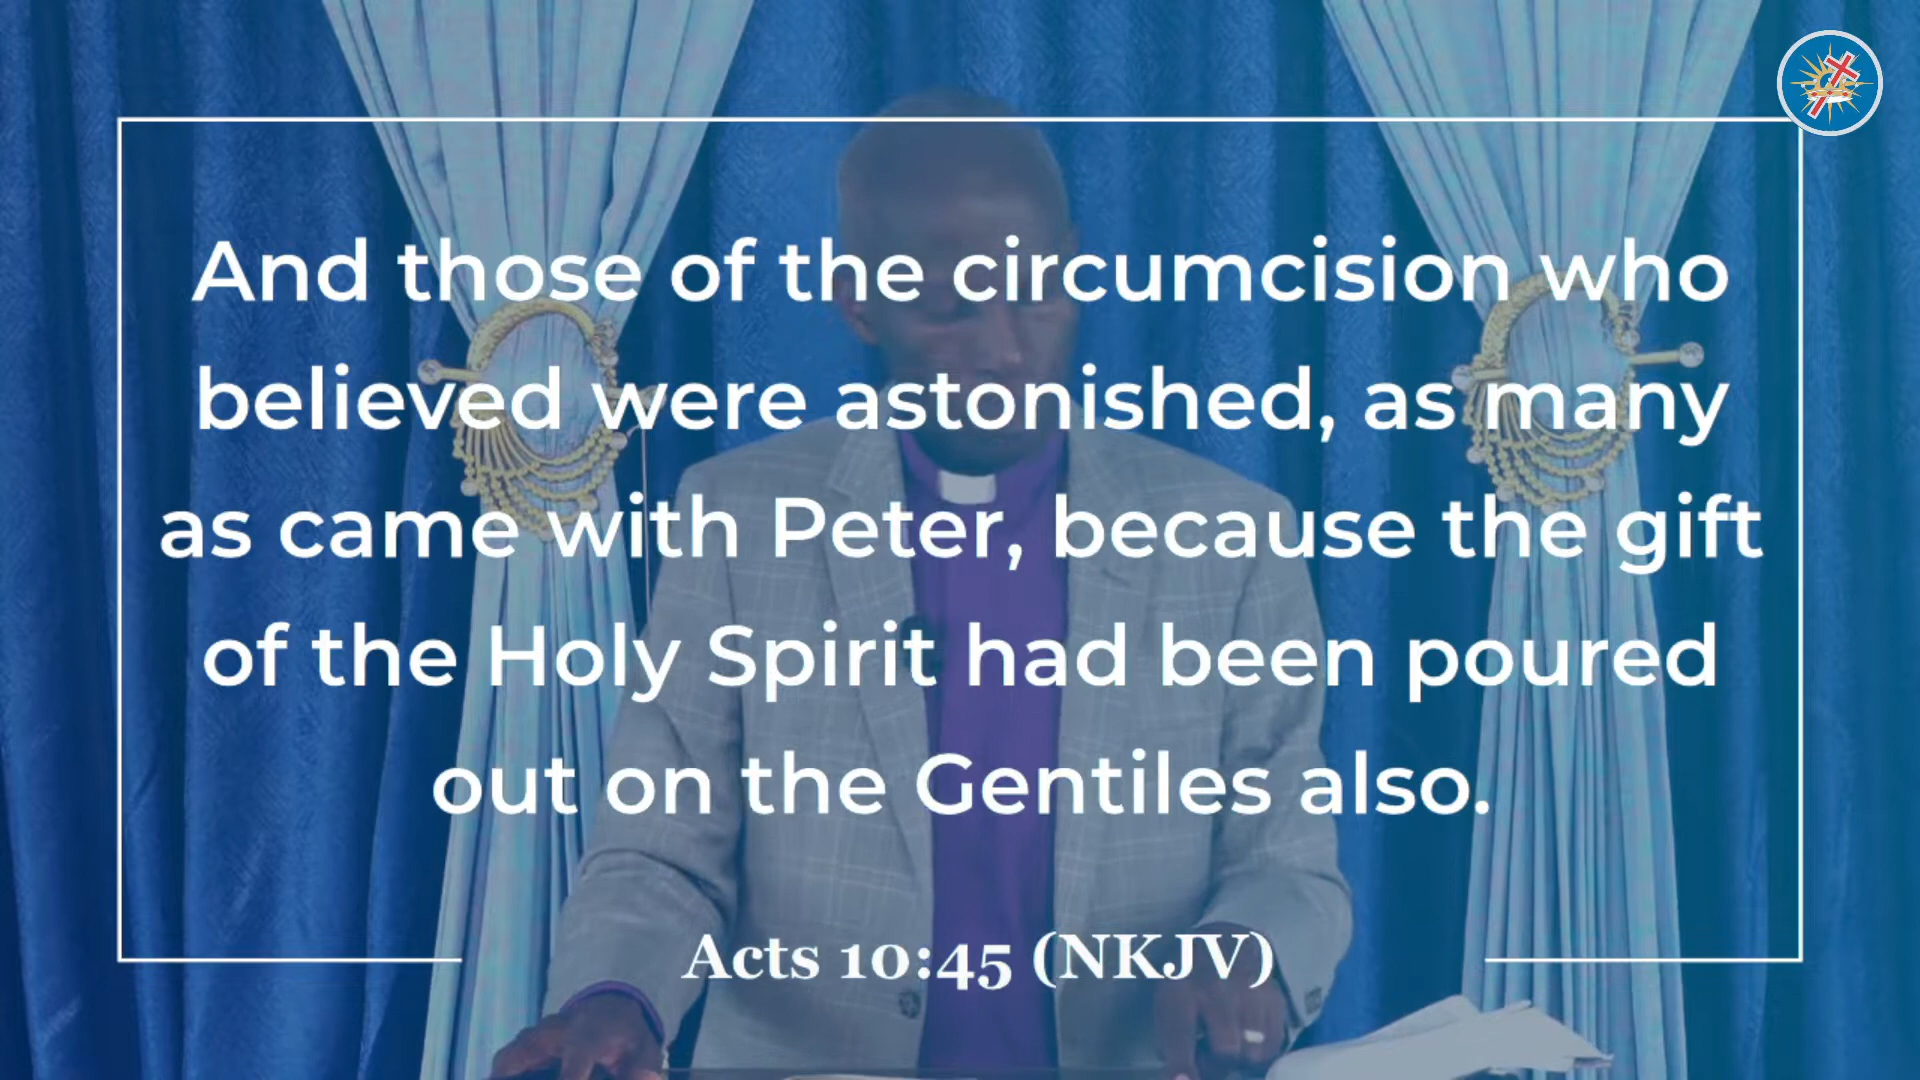 And those of the circumcision who
believed were astonished, as many
as came with Peter, because the gift
of the Holy Spirit had been poured
out on the Gentiles also.
Acts 10:45 (NKJV)